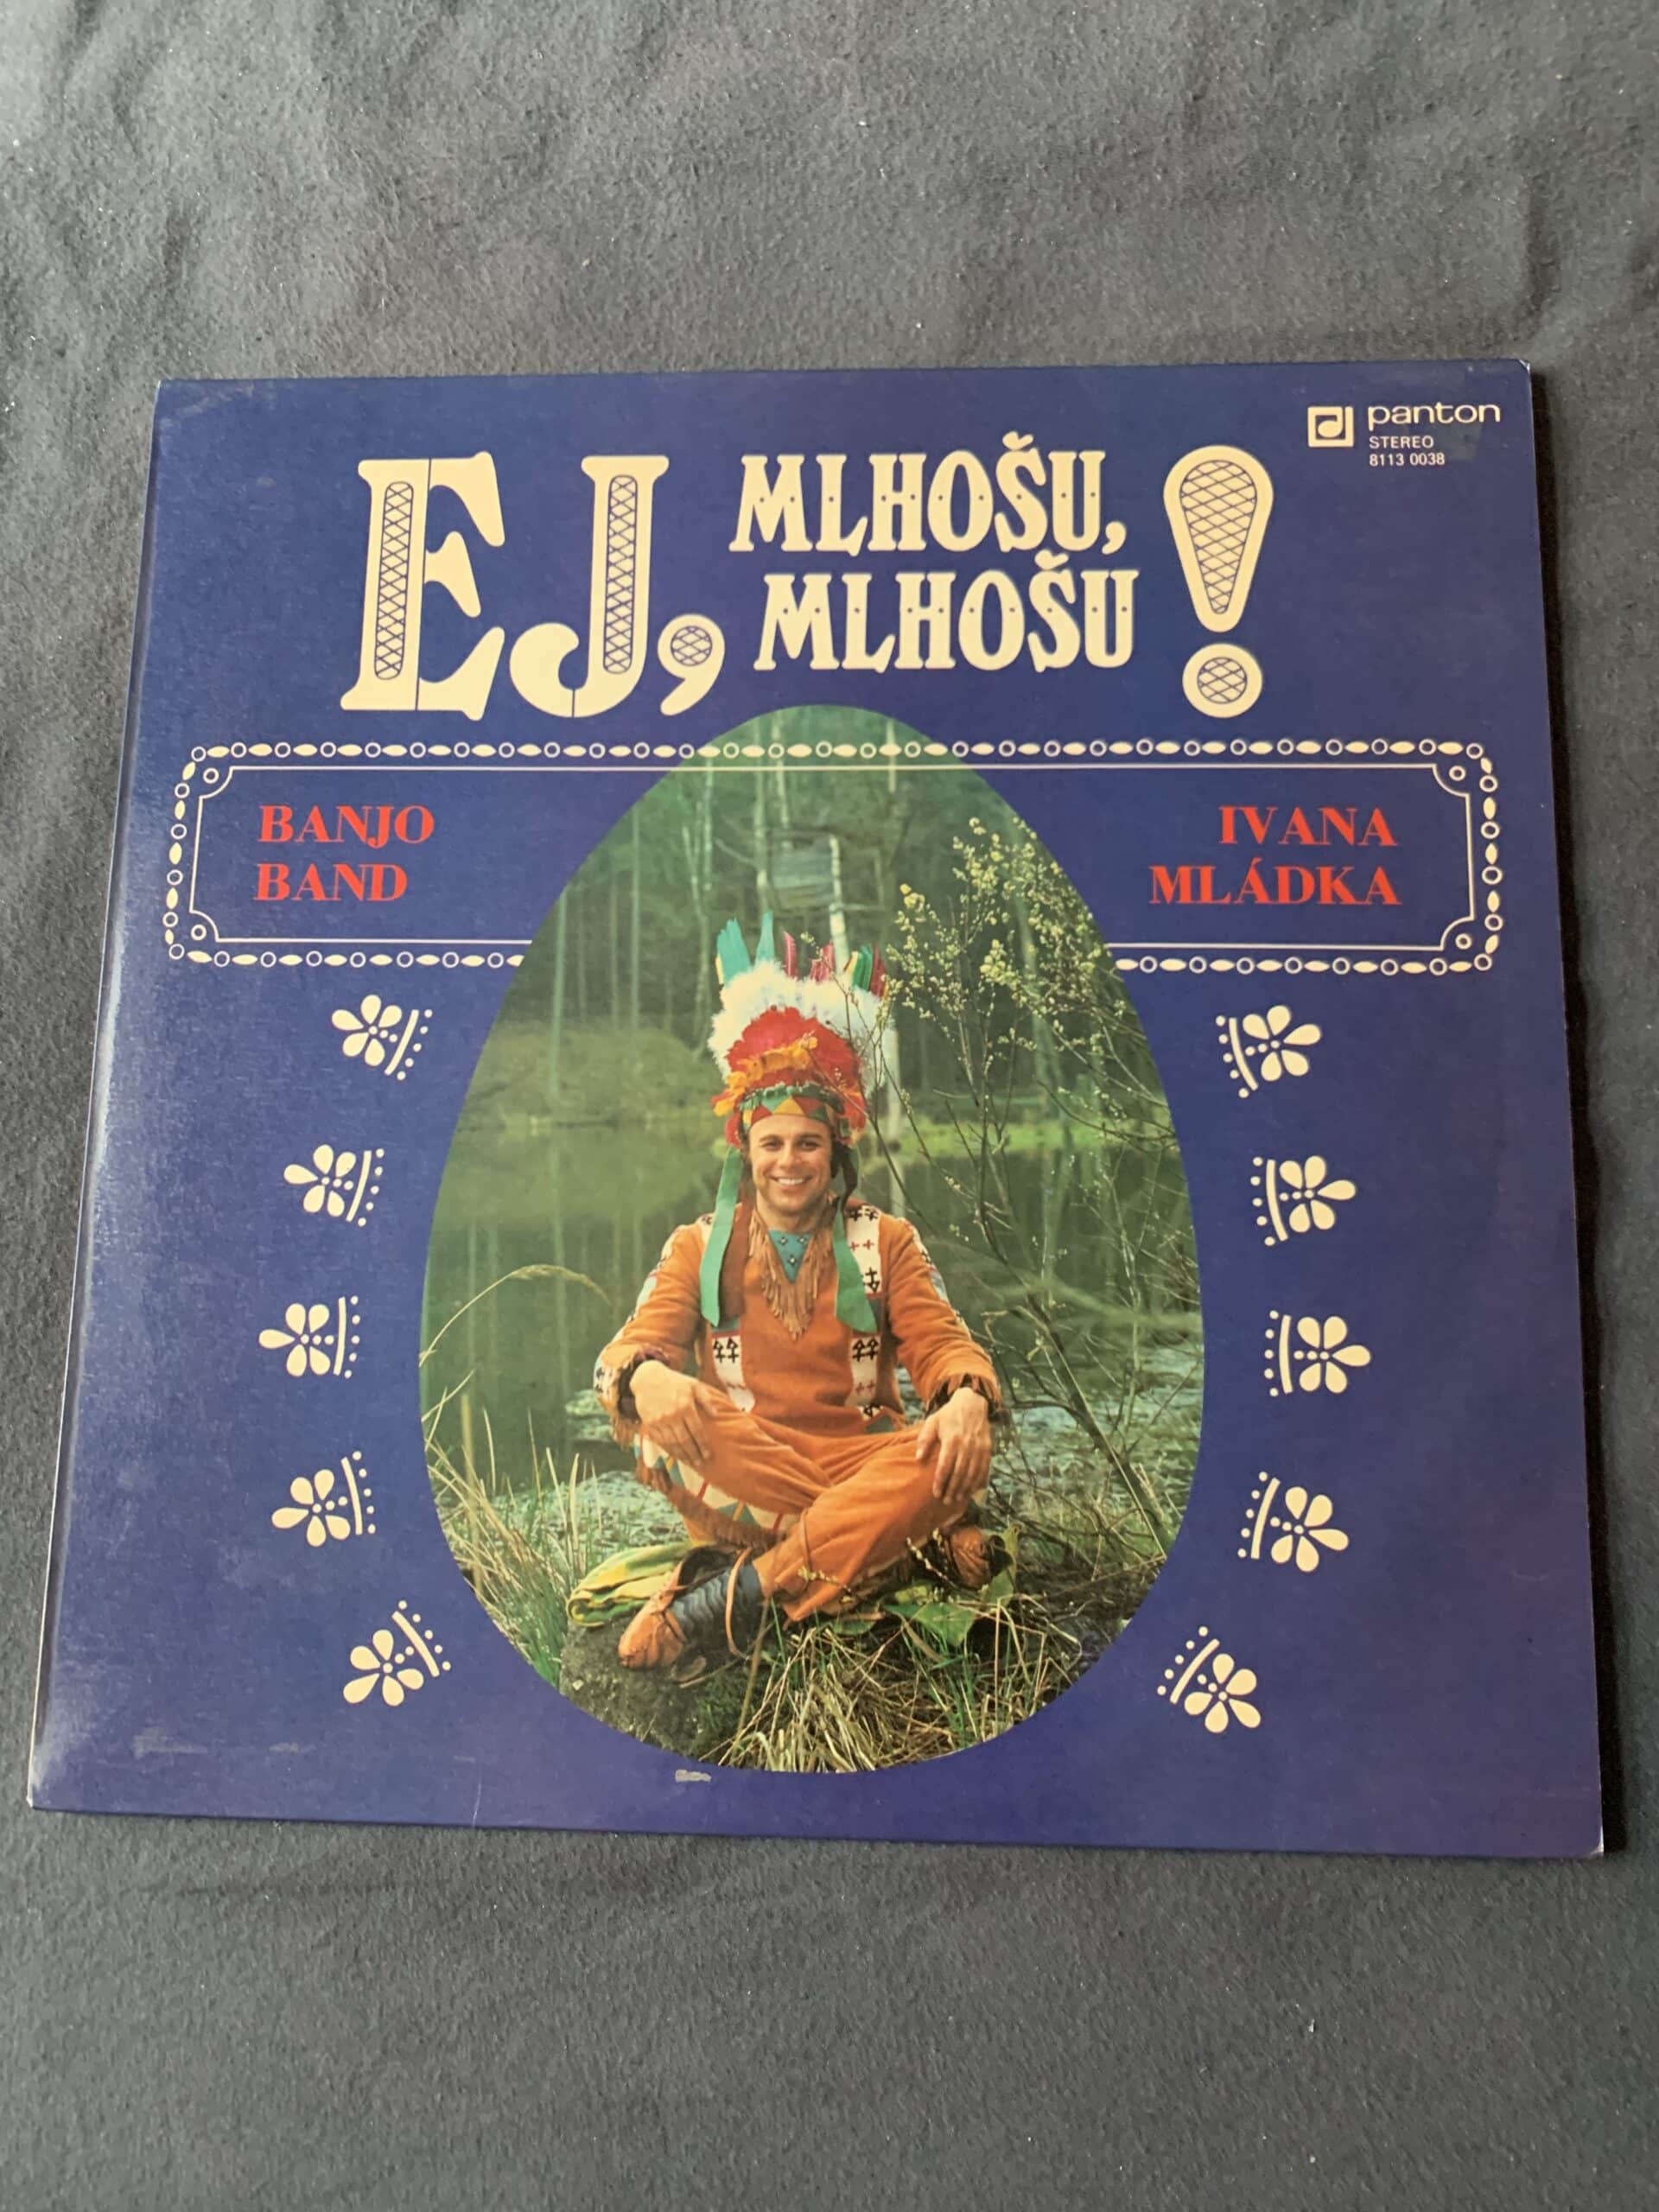 panton
STEREO
8113 0038
EJ, MLHOŠU,
MLHOŠU!
BANJO
BAND
IVANA
MLÁDKA